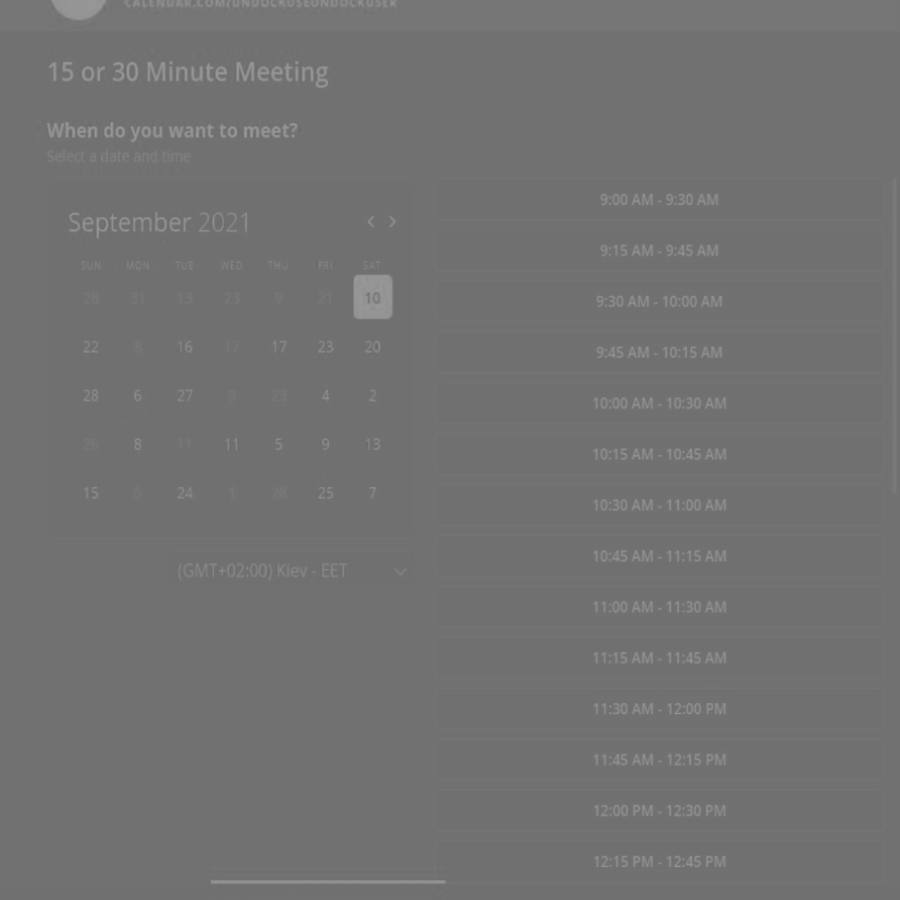 CALENDAR.COM/UNDOCKUSEUNDOCKUSER
15 or 30 Minute Meeting
When do you want to meet?
Select a date and time
September 2021
SUN MON TUE WED THU FRI SAT
28 31 13 23 9 21 10
22 8 16 17 17 23 20
28 6 27 9 23 4 2
26 8 11 11 5 9 13
15 5 24 1 28 25 7
(GMT+02:00) Kiev - EET
9:00 AM - 9:30 AM
9:15 AM - 9:45 AM
9:30 AM - 10:00 AM
9:45 AM - 10:15 AM
10:00 AM - 10:30 AM
10:15 AM - 10:45 AM
10:30 AM - 11:00 AM
10:45 AM - 11:15 AM
11:00 AM - 11:30 AM
11:15 AM - 11:45 AM
11:30 AM - 12:00 PM
11:45 AM - 12:15 PM
12:00 PM - 12:30 PM
12:15 PM - 12:45 PM